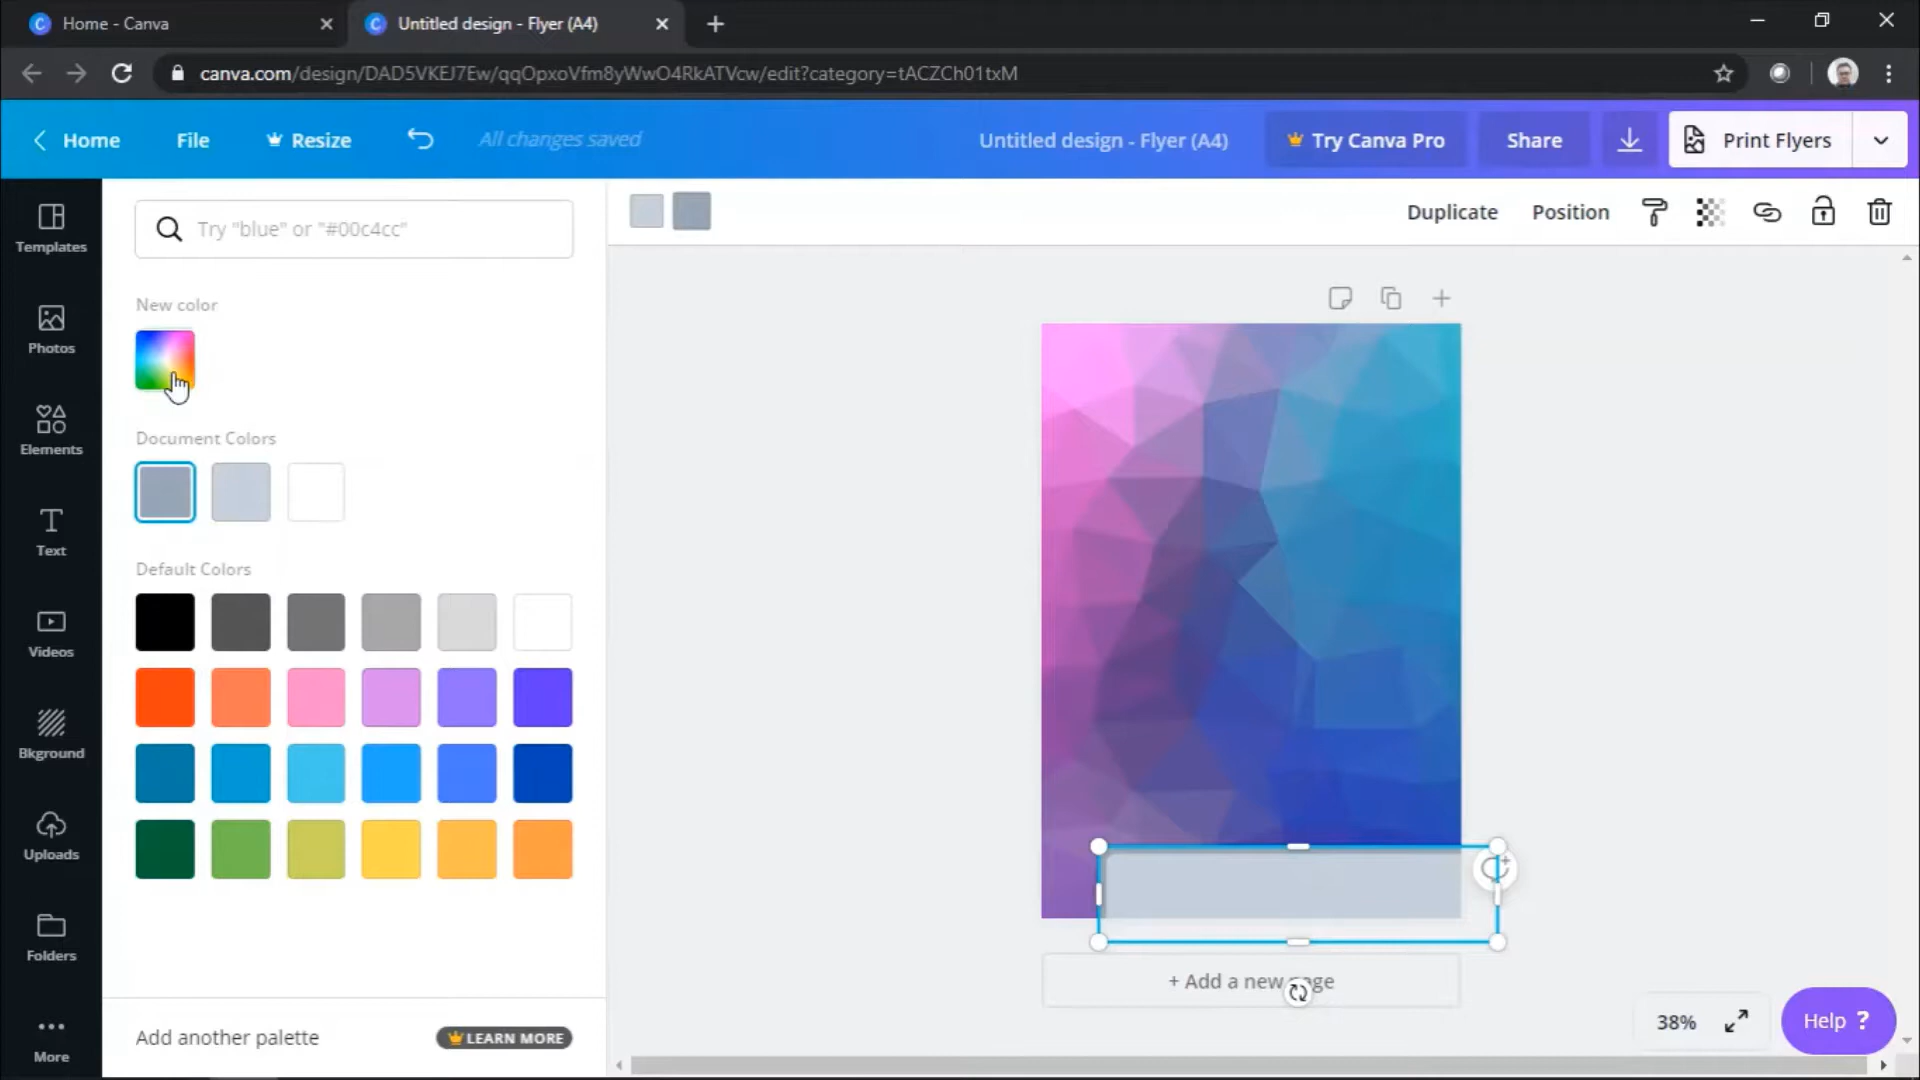 Home - Canva
Untitled design - Flyer (A4)
canva.com/design/DAD5VKEJ7Ew/qqOpxoVfm8yWwO4RkATVcw/edit?category=tACZCh01txM
Home
File
Resize
All changes saved
Untitled design - Flyer (A4)
Try Canva Pro
Share
Print Flyers
Templates
Photos
Elements
Text
Videos
Bkground
Uploads
Folders
More
Try "blue" or "#00c4cc"
New color
Document Colors
Default Colors
Add another palette
LEARN MORE
Duplicate
Position
+ Add a new page
38%
Help ?